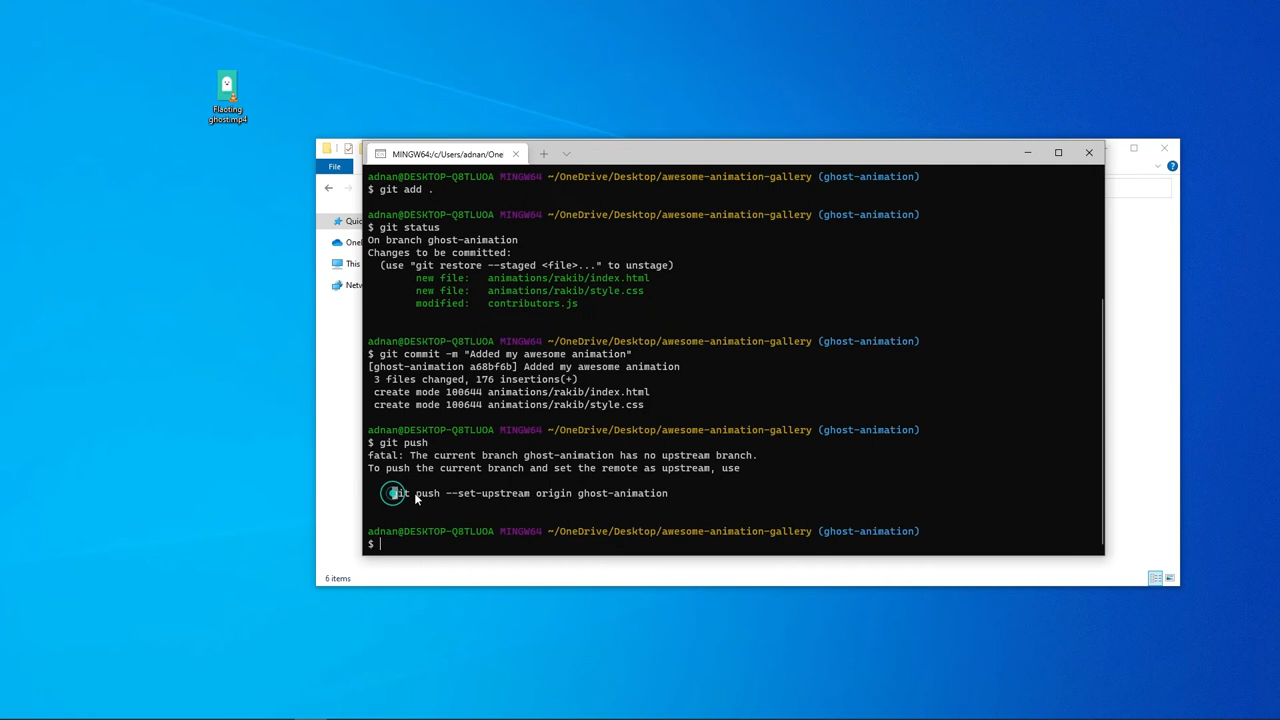 Flaoting
ghost.mp4
MINGW64:/c/Users/adnan/One
File
Quic
OneD
This
Netw
adnan@DESKTOP-Q8TLUOA MINGW64 ~/OneDrive/Desktop/awesome-animation-gallery (ghost-animation)
$ git add .
adnan@DESKTOP-Q8TLUOA MINGW64 ~/OneDrive/Desktop/awesome-animation-gallery (ghost-animation)
$ git status
On branch ghost-animation
Changes to be committed:
(use "git restore --staged <file>..." to unstage)
new file: animations/rakib/index.html
new file: animations/rakib/style.css
modified: contributors.js
adnan@DESKTOP-Q8TLUOA MINGW64 ~/OneDrive/Desktop/awesome-animation-gallery (ghost-animation)
$ git commit -m "Added my awesome animation"
[ghost-animation a68bf6b] Added my awesome animation
3 files changed, 176 insertions(+)
create mode 100644 animations/rakib/index.html
create mode 100644 animations/rakib/style.css
adnan@DESKTOP-Q8TLUOA MINGW64 ~/OneDrive/Desktop/awesome-animation-gallery (ghost-animation)
$ git push
fatal: The current branch ghost-animation has no upstream branch.
To push the current branch and set the remote as upstream, use
git push --set-upstream origin ghost-animation
adnan@DESKTOP-Q8TLUOA MINGW64 ~/OneDrive/Desktop/awesome-animation-gallery (ghost-animation)
$
6 items